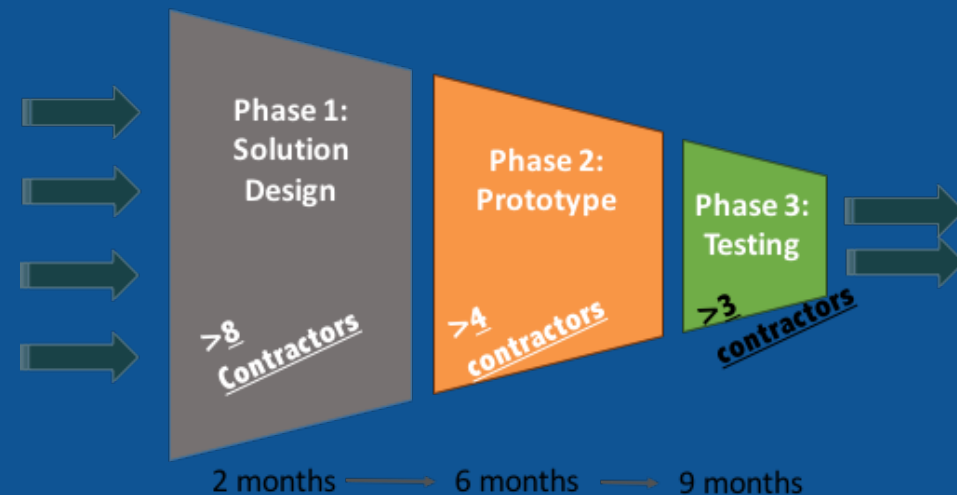 Phase 1:
Solution
Design
>8
Contractors
Phase 2:
Prototype
>4
contractors
Phase 3:
Testing
>3
contractors
2 months
6 months
9 months